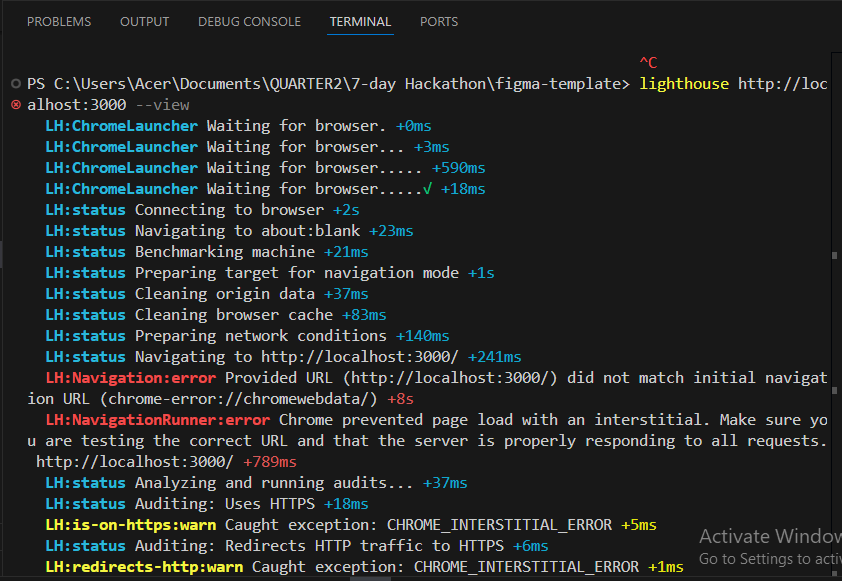 PROBLEMS OUTPUT DEBUG CONSOLE TERMINAL PORTS
^C
PS C:\Users\Acer\Documents\QUARTER2\7-day Hackathon\figma-template> lighthouse http://loc
alhost:3000 --view
LH:ChromeLauncher Waiting for browser. +0ms
LH:ChromeLauncher Waiting for browser... +3ms
LH:ChromeLauncher Waiting for browser..... +590ms
LH:ChromeLauncher Waiting for browser.....√ +18ms
LH:status Connecting to browser +2s
LH:status Navigating to about:blank +23ms
LH:status Benchmarking machine +21ms
LH:status Preparing target for navigation mode +1s
LH:status Cleaning origin data +37ms
LH:status Cleaning browser cache +83ms
LH:status Preparing network conditions +140ms
LH:status Navigating to http://localhost:3000/ +241ms
LH:Navigation:error Provided URL (http://localhost:3000/) did not match initial navigat
ion URL (chrome-error://chromewebdata/) +8s
LH:NavigationRunner:error Chrome prevented page load with an interstitial. Make sure yo
u are testing the correct URL and that the server is properly responding to all requests.
http://localhost:3000/ +789ms
LH:status Analyzing and running audits... +37ms
LH:status Auditing: Uses HTTPS +18ms
LH:is-on-https:warn Caught exception: CHROME_INTERSTITIAL_ERROR +5ms
LH:status Auditing: Redirects HTTP traffic to HTTPS +6ms
LH:redirects-http:warn Caught exception: CHROME_INTERSTITIAL_ERROR +1ms
Activate Window
Go to Settings to activ